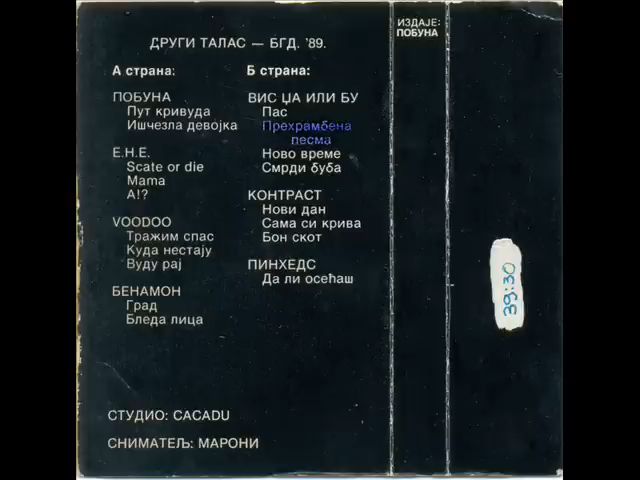 ДРУГИ ТАЛАС — БГД. '89.
А страна:
ПОБУНА
Пут кривуда
Ишчезла девојка
Е.Н.Е.
Scate or die
Mama
А!?
VOODOO
Тражим спас
Куда нестају
Вуду рај
БЕНАМОН
Град
Бледа лица
Б страна:
ВИС ЏА ИЛИ БУ
Пас
Прехрамбена
песма
Ново време
Смрди буба
КОНТРАСТ
Нови дан
Сама си крива
Бон скот
ПИНХЕДС
Да ли осећаш
СТУДИО: CACADU
СНИМАТЕЉ: МАРОНИ
ИЗДАЈЕ:
ПОБУНА
39:30